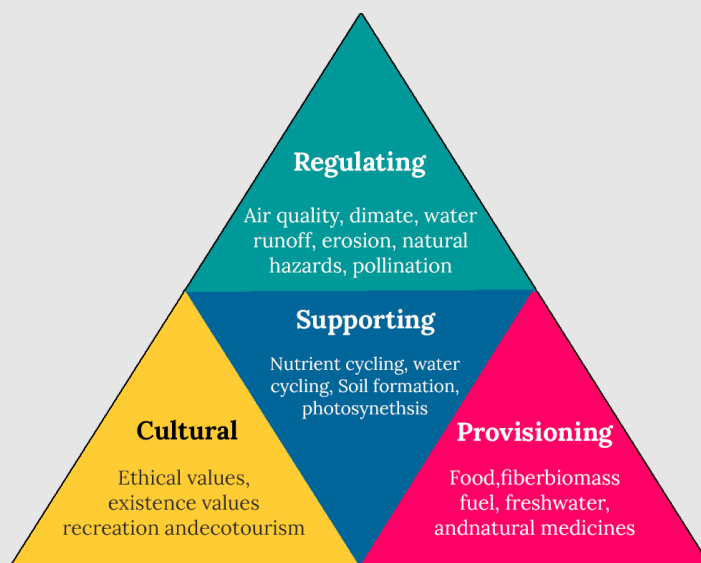 Regulating
Air quality, dimate, water
runoff, erosion, natural
hazards, pollination
Supporting
Nutrient cycling, water
cycling, Soil formation,
photosynethsis
Cultural
Ethical values,
existence values
recreation andecotourism
Provisioning
Food,fiberbiomass
fuel, freshwater,
andnatural medicines